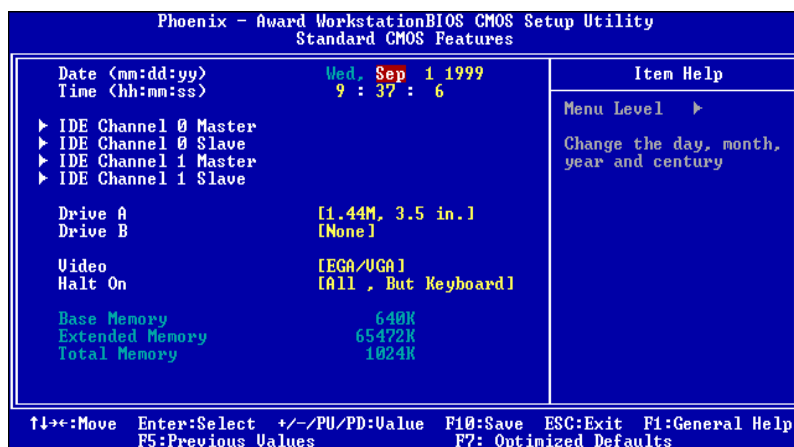 Phoenix - Award WorkstationBIOS CMOS Setup Utility
Standard CMOS Features
Date (mm:dd:yy) Wed, Sep 1 1999
Time (hh:mm:ss) 9 : 37 : 6
IDE Channel 0 Master
IDE Channel 0 Slave
IDE Channel 1 Master
IDE Channel 1 Slave
Drive A [1.44M, 3.5 in.]
Drive B [None]
Video [EGA/VGA]
Halt On [All , But Keyboard]
Base Memory 640K
Extended Memory 65472K
Total Memory 1024K
Item Help
Menu Level ▶
Change the day, month,
year and century
↑↓→←:Move Enter:Select +/-/PU/PD:Value F10:Save ESC:Exit F1:General Help
F5:Previous Values F7: Optimized Defaults